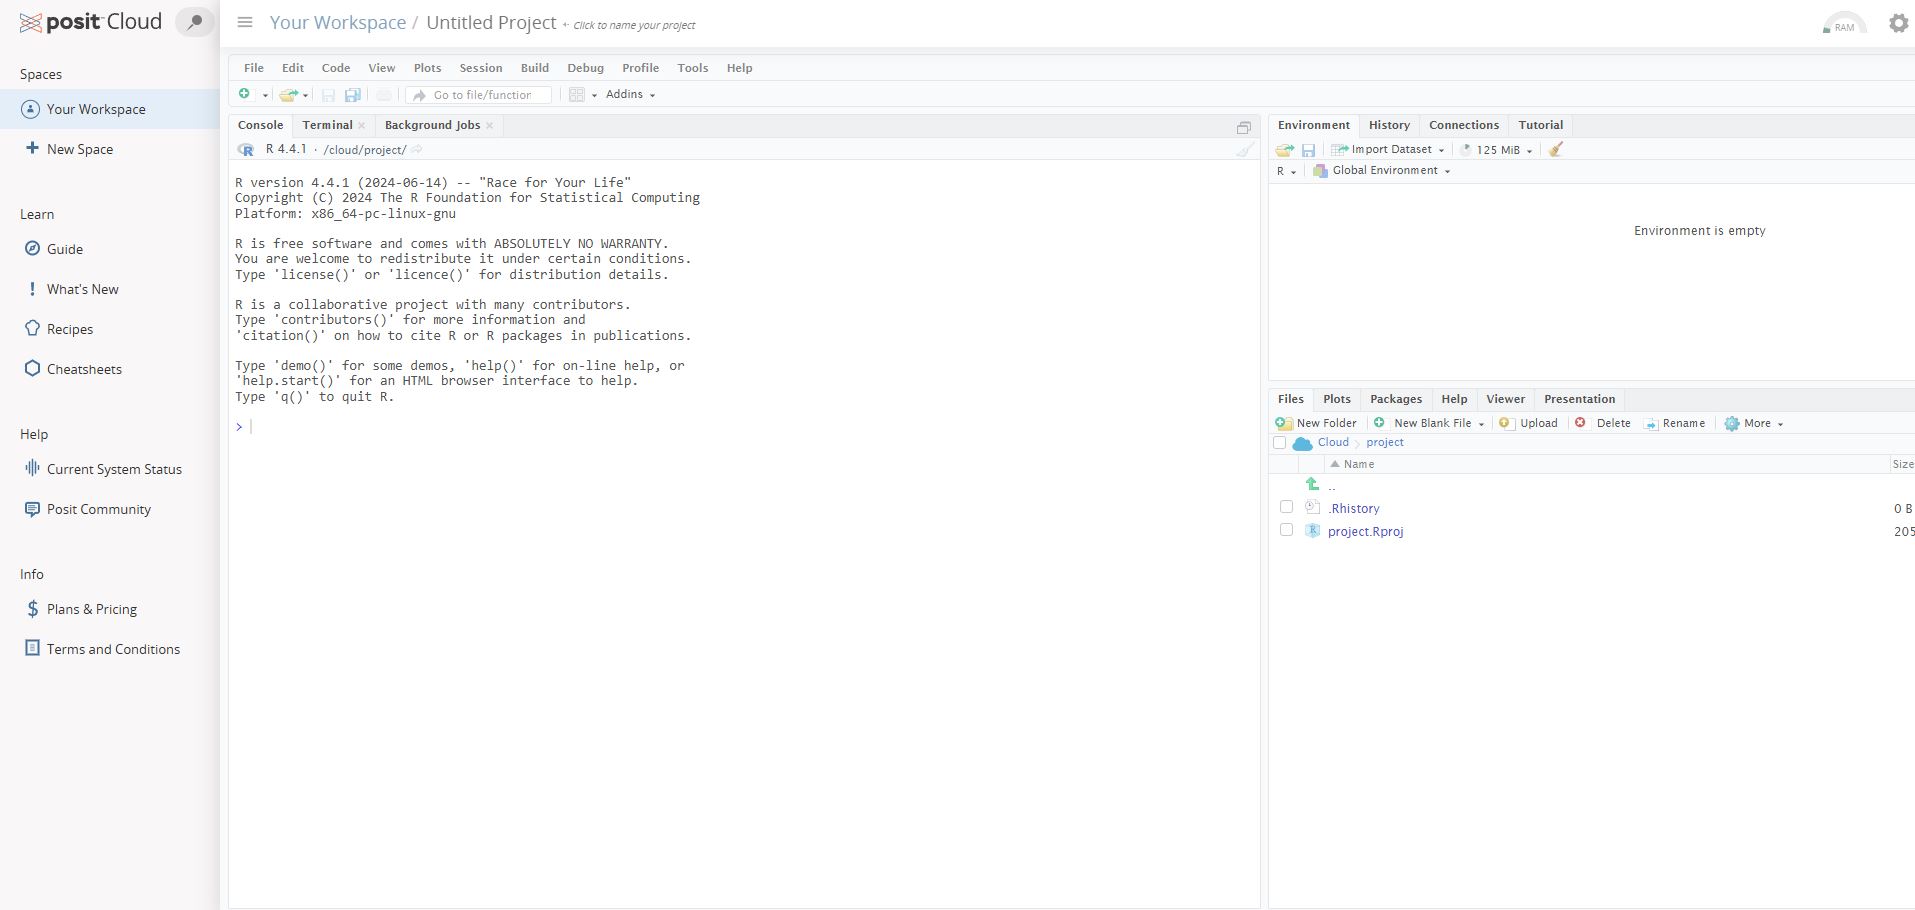 posit Cloud
Spaces
Your Workspace
New Space
Learn
Guide
What's New
Recipes
Cheatsheets
Help
Current System Status
Posit Community
Info
Plans & Pricing
Terms and Conditions
Your Workspace / Untitled Project Click to name your project
RAM
File Edit Code View Plots Session Build Debug Profile Tools Help
Go to file/function Addins
Console Terminal Background Jobs
R 4.4.1 · /cloud/project/
R version 4.4.1 (2024-06-14) -- "Race for Your Life"
Copyright (C) 2024 The R Foundation for Statistical Computing
Platform: x86_64-pc-linux-gnu
R is free software and comes with ABSOLUTELY NO WARRANTY.
You are welcome to redistribute it under certain conditions.
Type 'license()' or 'licence()' for distribution details.
R is a collaborative project with many contributors.
Type 'contributors()' for more information and
'citation()' on how to cite R or R packages in publications.
Type 'demo()' for some demos, 'help()' for on-line help, or
'help.start()' for an HTML browser interface to help.
Type 'q()' to quit R.
>
Environment History Connections Tutorial
Import Dataset 125 MiB
R Global Environment
Environment is empty
Files Plots Packages Help Viewer Presentation
New Folder New Blank File Upload Delete Rename More
Cloud project
Name Size
..
.Rhistory 0 B
project.Rproj 205